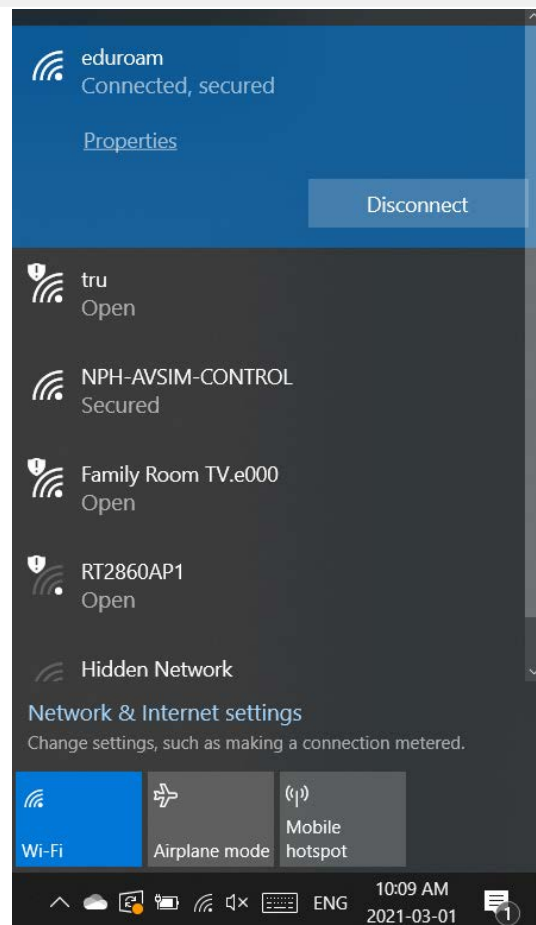 eduroam
Connected, secured
Properties
Disconnect
tru
Open
NPH-AVSIM-CONTROL
Secured
Family Room TV.e000
Open
RT2860AP1
Open
Hidden Network
Network & Internet settings
Change settings, such as making a connection metered.
Wi-Fi
Airplane mode
Mobile
hotspot
ENG
10:09 AM
2021-03-01
1